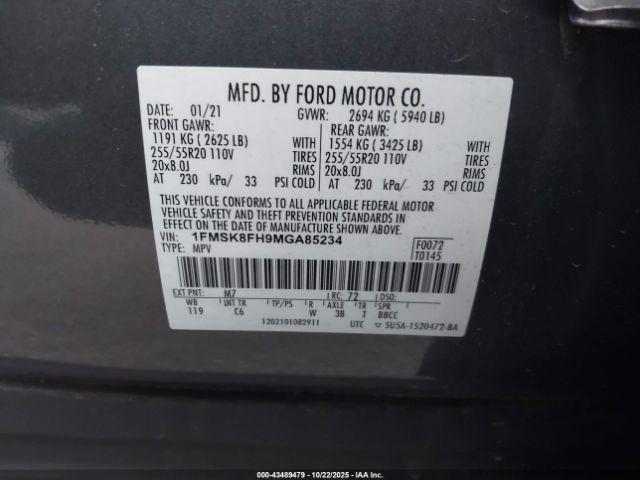 MFD. BY FORD MOTOR CO.
DATE: 01/21 GVWR: 2694 KG ( 5940 LB)
FRONT GAWR: REAR GAWR:
1191 KG ( 2625 LB) WITH 1554 KG ( 3425 LB) WITH
255/55R20 110V TIRES 255/55R20 110V TIRES
20x8.0J RIMS 20x8.0J RIMS
AT 230 kPa/ 33 PSI COLD AT 230 kPa/ 33 PSI COLD
THIS VEHICLE CONFORMS TO ALL APPLICABLE FEDERAL MOTOR
VEHICLE SAFETY AND THEFT PREVENTION STANDARDS IN
EFFECT ON THE DATE OF MANUFACTURE SHOWN ABOVE.
VIN: 1FMSK8FH9MGA85234 F0072
TYPE: MPV T0145
EXT PNT: M7 RC: 72 DSO:
WB INT TR TP/PS R AXLE TR SPR
119 C6 W 3B I BBCC
1202101082911 UTC 5U5A-1520472-BA
000-43489479 | 10/22/2025 | IAAI.COM